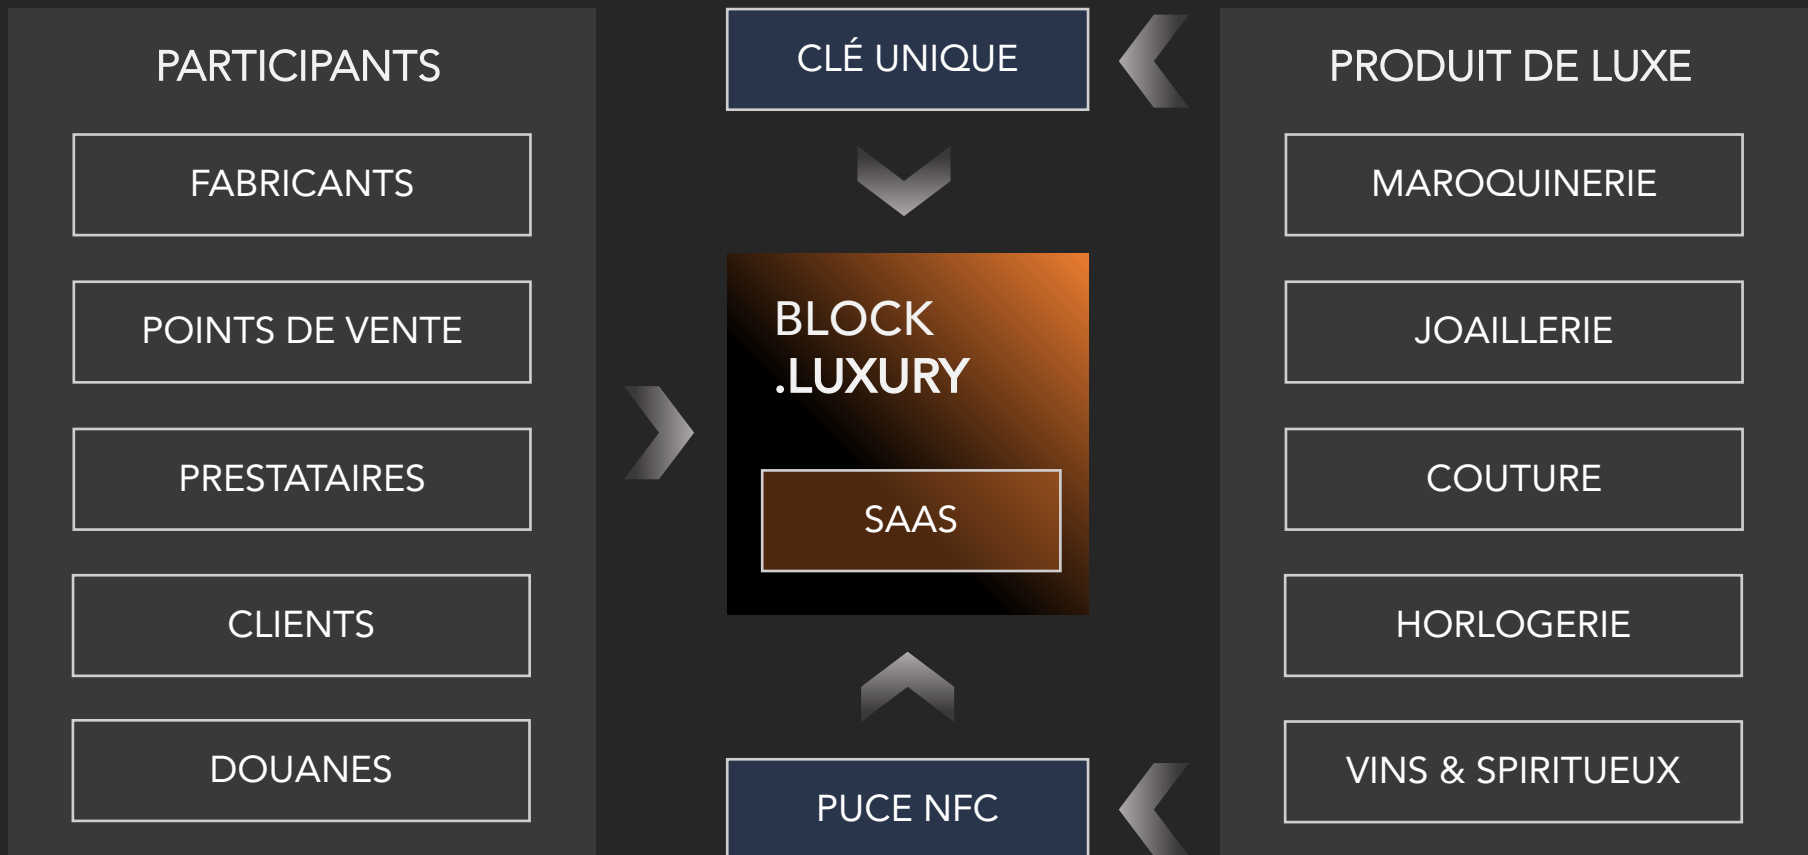 PARTICIPANTS
FABRICANTS
POINTS DE VENTE
PRESTATAIRES
CLIENTS
DOUANES
CLÉ UNIQUE
BLOCK
.LUXURY
SAAS
PUCE NFC
PRODUIT DE LUXE
MAROQUINERIE
JOAILLERIE
COUTURE
HORLOGERIE
VINS & SPIRITUEUX